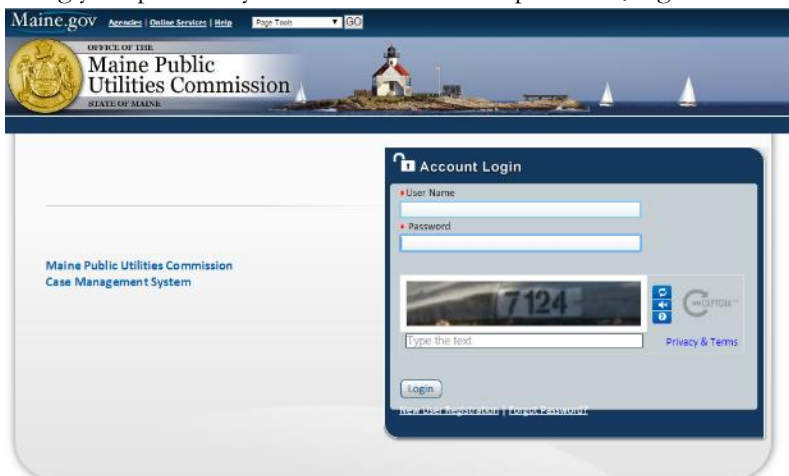 Maine.gov Agencies | Online Services | Help Page Tools GO
OFFICE OF THE
Maine Public
Utilities Commission
STATE OF MAINE
Account Login
User Name
Password
Maine Public Utilities Commission
Case Management System
7124
Type the text
Privacy & Terms
Login
New User Registration | Forgot Password?